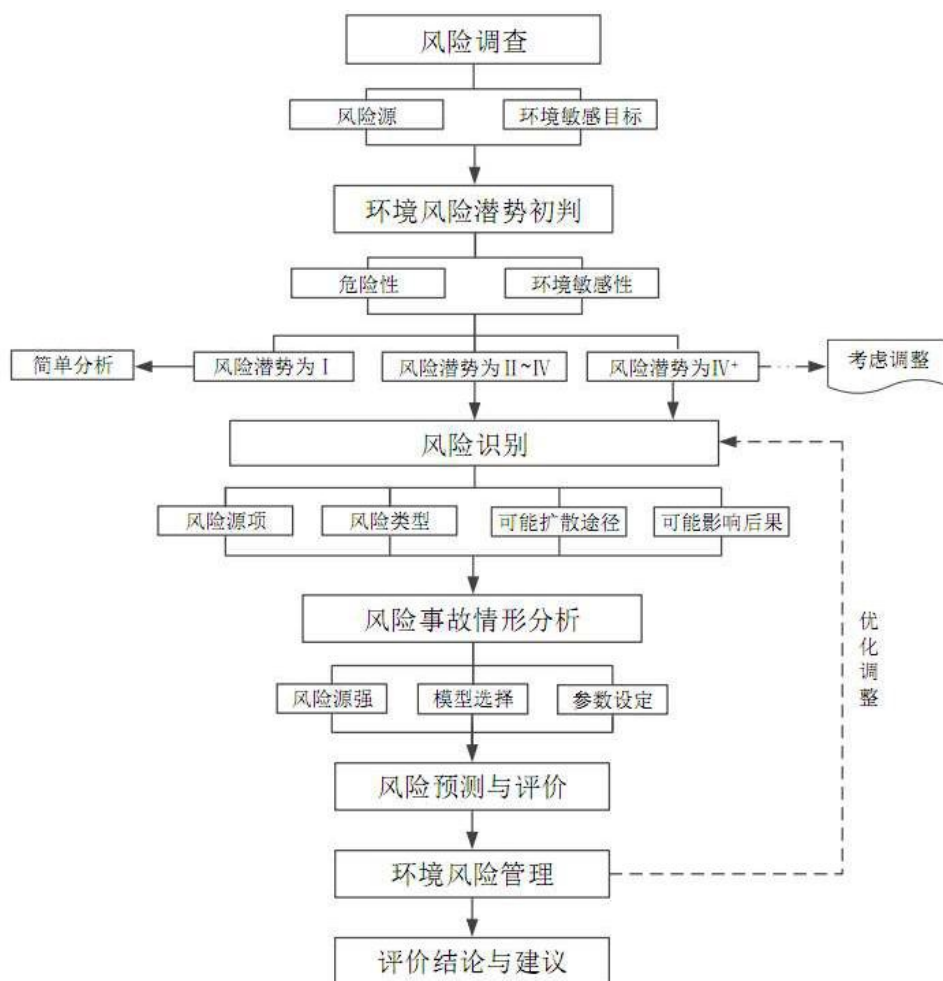 风险调查
风险源
环境敏感目标
环境风险潜势初判
危险性
环境敏感性
简单分析
风险潜势为Ⅰ
风险潜势为Ⅱ~Ⅳ
风险潜势为Ⅳ+
考虑调整
风险识别
风险源项
风险类型
可能扩散途径
可能影响后果
风险事故情形分析
优化调整
风险源强
模型选择
参数设定
风险预测与评价
环境风险管理
评价结论与建议